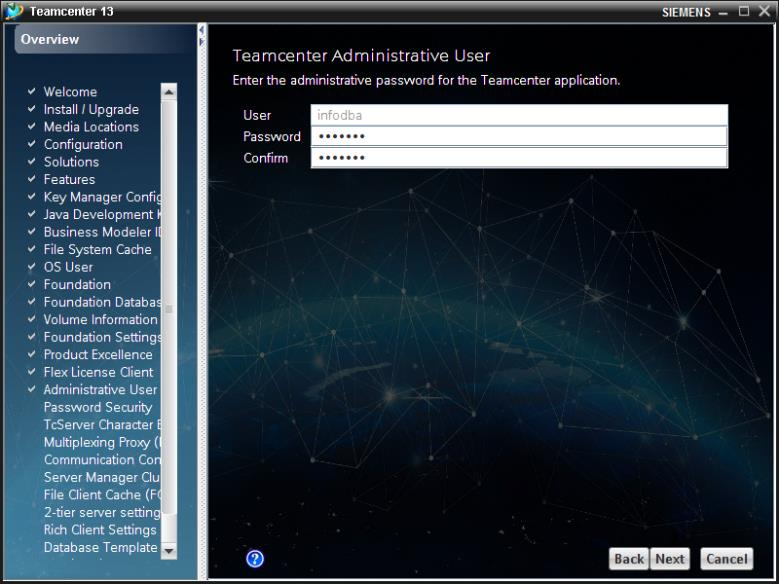 Teamcenter 13
SIEMENS
Overview
Welcome
Install / Upgrade
Media Locations
Configuration
Solutions
Features
Key Manager Config
Java Development K
Business Modeler ID
File System Cache
OS User
Foundation
Foundation Databas
Volume Information
Foundation Settings
Product Excellence
Flex License Client
Administrative User
Password Security
TcServer Character E
Multiplexing Proxy (
Communication Con
Server Manager Clu
File Client Cache (FC
2-tier server setting
Rich Client Settings
Database Template
Teamcenter Administrative User
Enter the administrative password for the Teamcenter application.
User infodba
Password •••••••
Confirm •••••••
?
Back Next Cancel